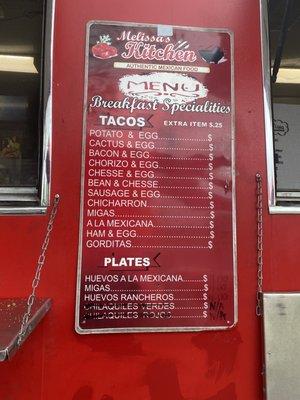 Melissa's
Kitchen
AUTHENTIC MEXICAN FOOD
MENU
Breakfast Specialities
TACOS EXTRA ITEM $.25
POTATO & EGG....................$
CACTUS & EGG....................$
BACON & EGG.....................$
CHORIZO & EGG...................$
CHESSE & EGG....................$
BEAN & CHESSE...................$
SAUSAGE & EGG...................$
CHICHARRON......................$
MIGAS...........................$
A LA MEXICANA...................$
HAM & EGG.......................$
GORDITAS........................$
PLATES
HUEVOS A LA MEXICANA......$
MIGAS.....................$
HUEVOS RANCHEROS..........$
CHILAQUILES VERDES........$ N/A
CHILAQUILES ROJOS.........$ N/A